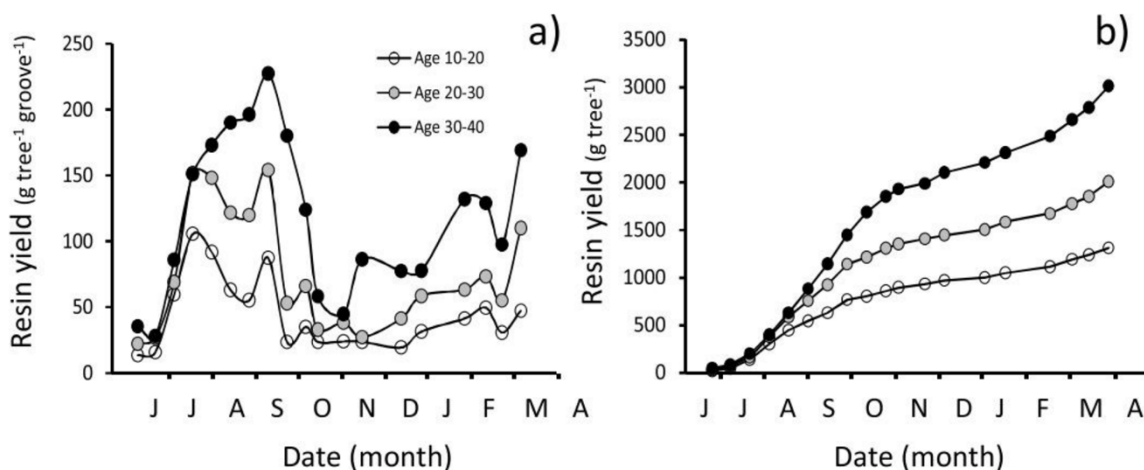 a)
250
200
150
100
50
0
Resin yield (g tree⁻¹ groove⁻¹)
Age 10-20
Age 20-30
Age 30-40
J J A S O N D J F M A
Date (month)
b)
3500
3000
2500
2000
1500
1000
500
0
Resin yield (g tree⁻¹)
J J A S O N D J F M A
Date (month)